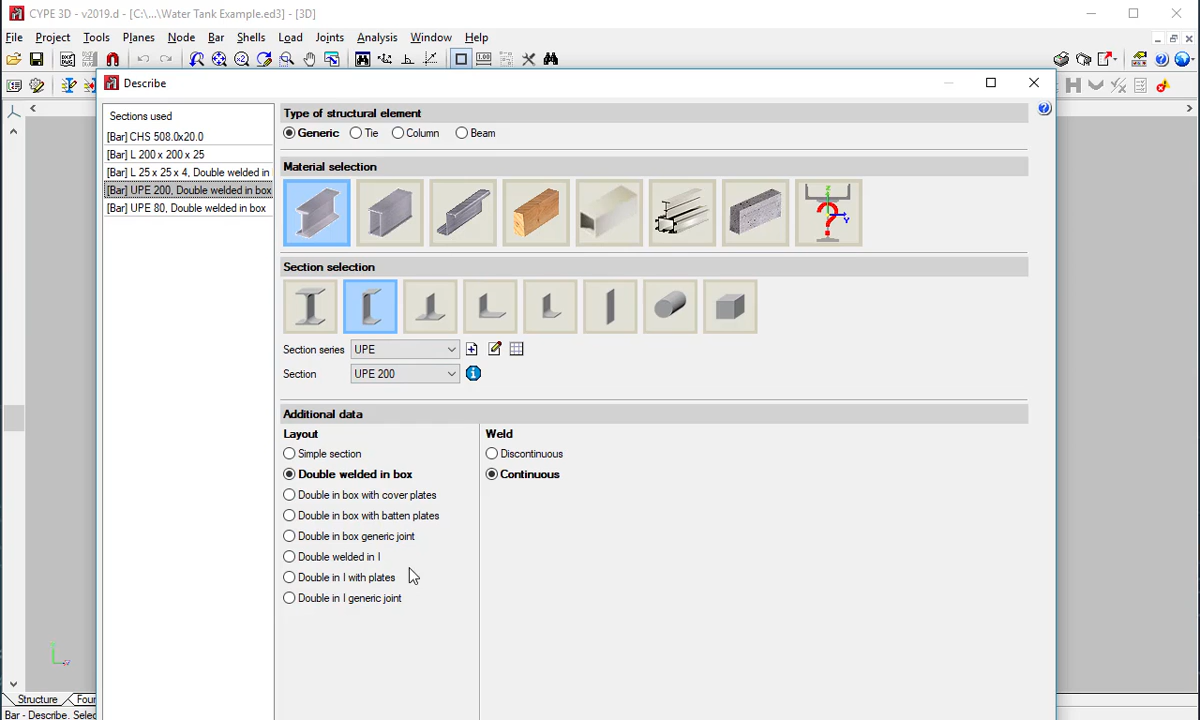 CYPE 3D - v2019.d - [C:\...\Water Tank Example.ed3] - [3D]
File Project Tools Planes Node Bar Shells Load Joints Analysis Window Help
Describe
Sections used
[Bar] CHS 508.0x20.0
[Bar] L 200 x 200 x 25
[Bar] L 25 x 25 x 4, Double welded in
[Bar] UPE 200, Double welded in box
[Bar] UPE 80, Double welded in box
Type of structural element
Generic Tie Column Beam
Material selection
Section selection
Section series UPE
Section UPE 200
Additional data
Layout
Simple section
Double welded in box
Double in box with cover plates
Double in box with batten plates
Double in box generic joint
Double welded in I
Double in I with plates
Double in I generic joint
Weld
Discontinuous
Continuous
Structure Foun
Bar - Describe. Selec